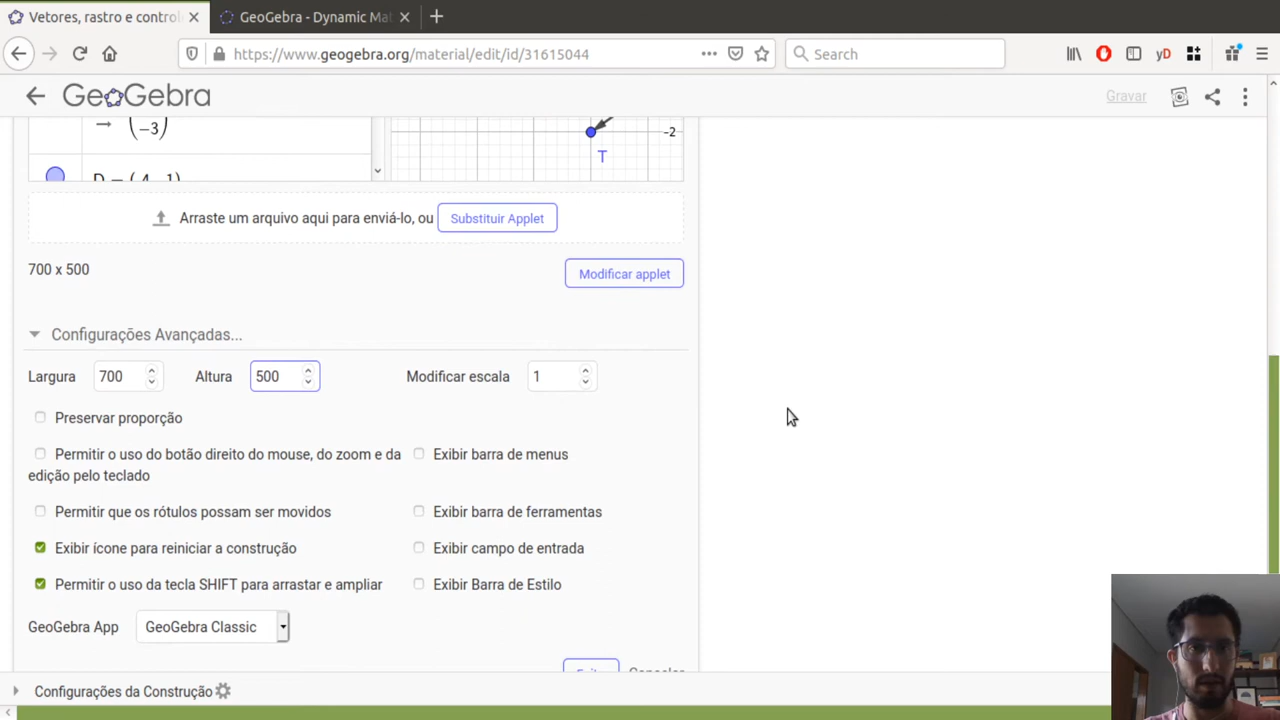 Vetores, rastro e control
GeoGebra - Dynamic Mat
https://www.geogebra.org/material/edit/id/31615044
Search
yD
GeoGebra
Gravar
(-3)
-2
T
Arraste um arquivo aqui para enviá-lo, ou Substituir Applet
700 x 500
Modificar applet
Configurações Avançadas...
Largura 700 Altura 500 Modificar escala 1
Preservar proporção
Permitir o uso do botão direito do mouse, do zoom e da edição pelo teclado
Exibir barra de menus
Permitir que os rótulos possam ser movidos
Exibir barra de ferramentas
Exibir ícone para reiniciar a construção
Exibir campo de entrada
Permitir o uso da tecla SHIFT para arrastar e ampliar
Exibir Barra de Estilo
GeoGebra App GeoGebra Classic
Configurações da Construção